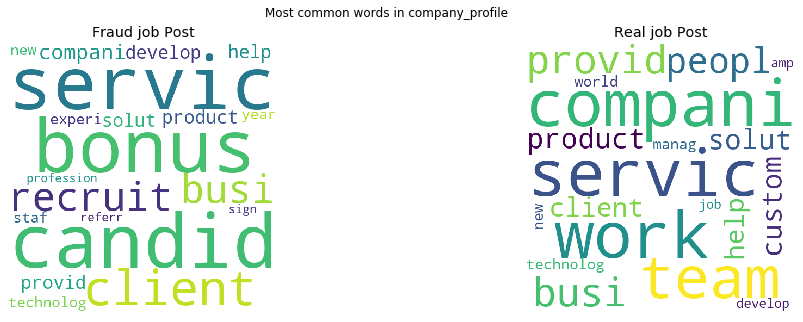 Most common words in company_profile
Fraud job Post
new compani develop help
servic
experi solut product year
bonus
profession
recruit busi
staf referr sign
candid
provid client
technolog
Real job Post
provid peopl amp
world
compani
product manag solut
servic custom
new client job help
work
technolog team
busi develop